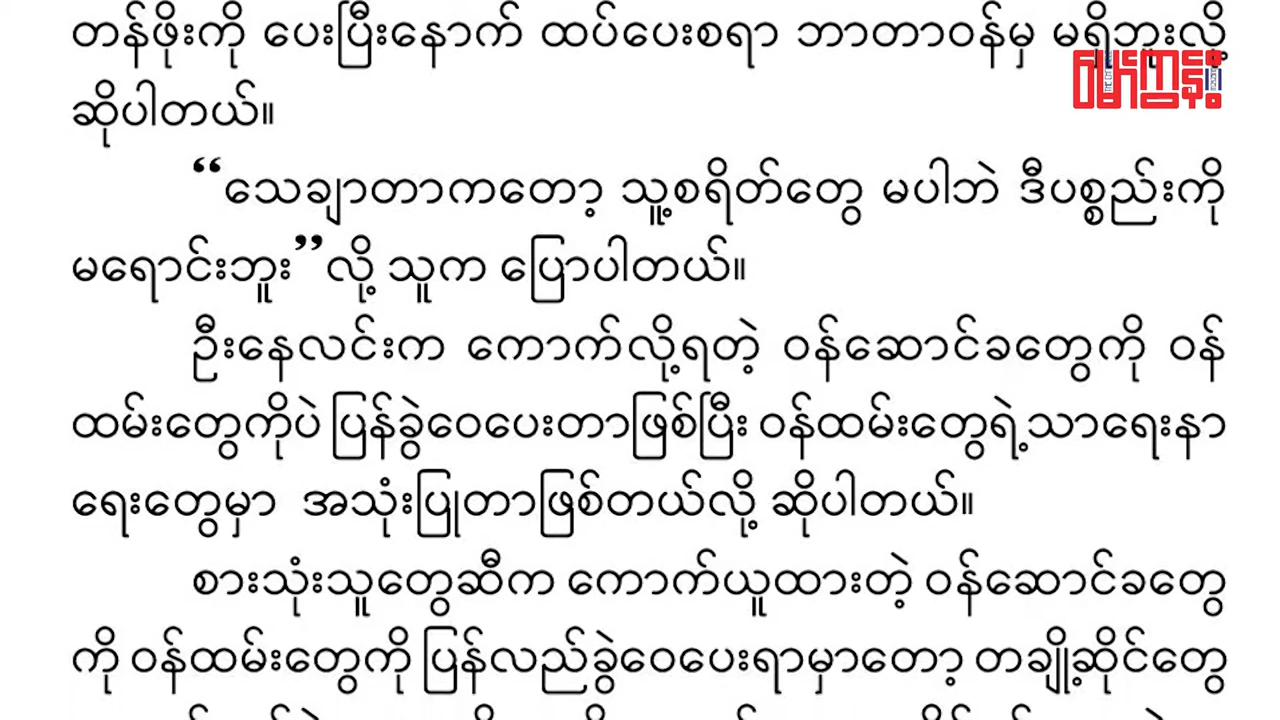 တန်ဖိုးကို ပေးပြီးနောက် ထပ်ပေးစရာ ဘာတာဝန်မှ မရှိဘူးလို့
ဆိုပါတယ်။
“သေချာတာကတော့ သူ့စရိတ်တွေ မပါဘဲ ဒီပစ္စည်းကို
မရောင်းဘူး”လို့ သူက ပြောပါတယ်။
ဦးနေလင်းက ကောက်လို့ရတဲ့ ဝန်ဆောင်ခတွေကို ဝန်
ထမ်းတွေကိုပဲ ပြန်ခွဲဝေပေးတာဖြစ်ပြီး ဝန်ထမ်းတွေရဲ့သာရေးနာ
ရေးတွေမှာ အသုံးပြုတာဖြစ်တယ်လို့ ဆိုပါတယ်။
စားသုံးသူတွေဆီက ကောက်ယူထားတဲ့ ဝန်ဆောင်ခတွေ
ကို ဝန်ထမ်းတွေကို ပြန်လည်ခွဲဝေပေးရာမှာတော့ တချို့ဆိုင်တွေ